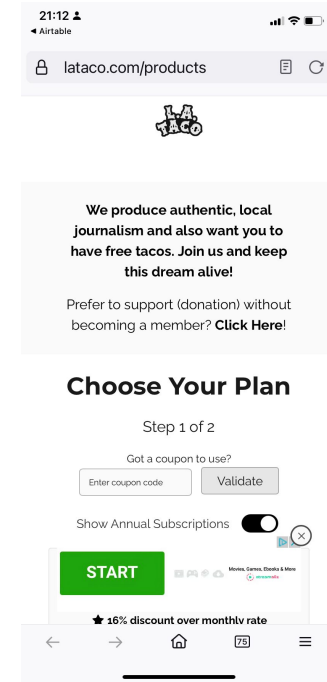 21:12
◀ Airtable
lataco.com/products
L.A.
TACO
We produce authentic, local
journalism and also want you to
have free tacos. Join us and keep
this dream alive!
Prefer to support (donation) without
becoming a member? Click Here!
Choose Your Plan
Step 1 of 2
Got a coupon to use?
Enter coupon code
Validate
Show Annual Subscriptions
START
Movies, Games, Ebooks & More
★ 16% discount over monthly rate
75